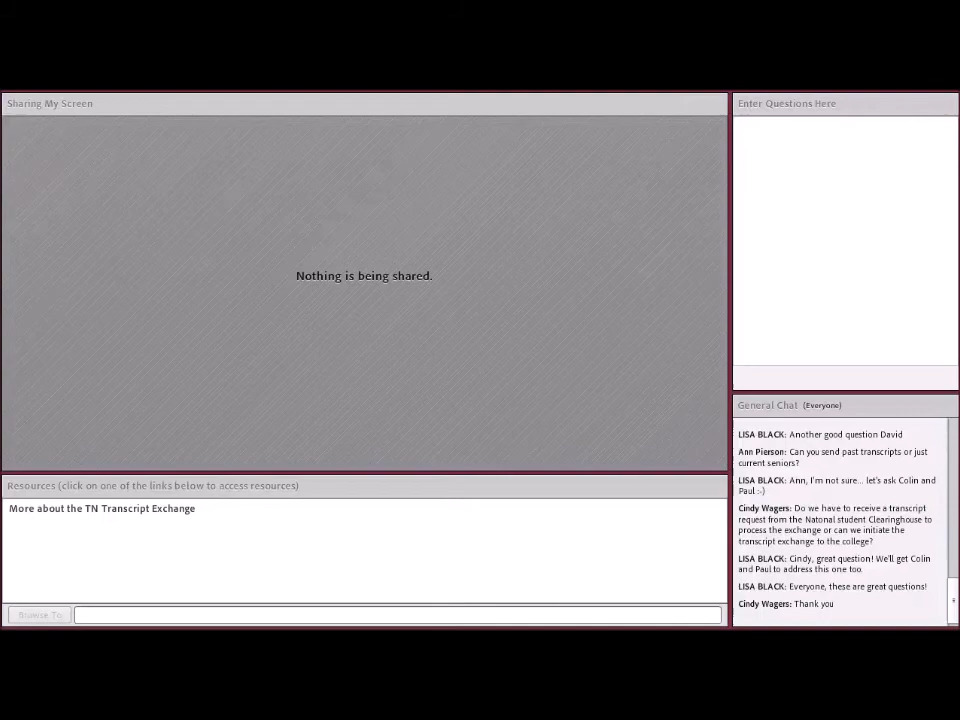 Sharing My Screen
Nothing is being shared.
Resources (click on one of the links below to access resources)
More about the TN Transcript Exchange
Browse To
Enter Questions Here
General Chat (Everyone)
LISA BLACK: Another good question David
Ann Pierson: Can you send past transcripts or just
current seniors?
LISA BLACK: Ann, I'm not sure... let's ask Colin and
Paul :-)
Cindy Wagers: Do we have to receive a transcript
request from the Natonal student Clearinghouse to
process the exchange or can we initiate the
transcript exchange to the college?
LISA BLACK: Cindy, great question! We'll get Colin
and Paul to address this one too.
LISA BLACK: Everyone, these are great questions!
Cindy Wagers: Thank you